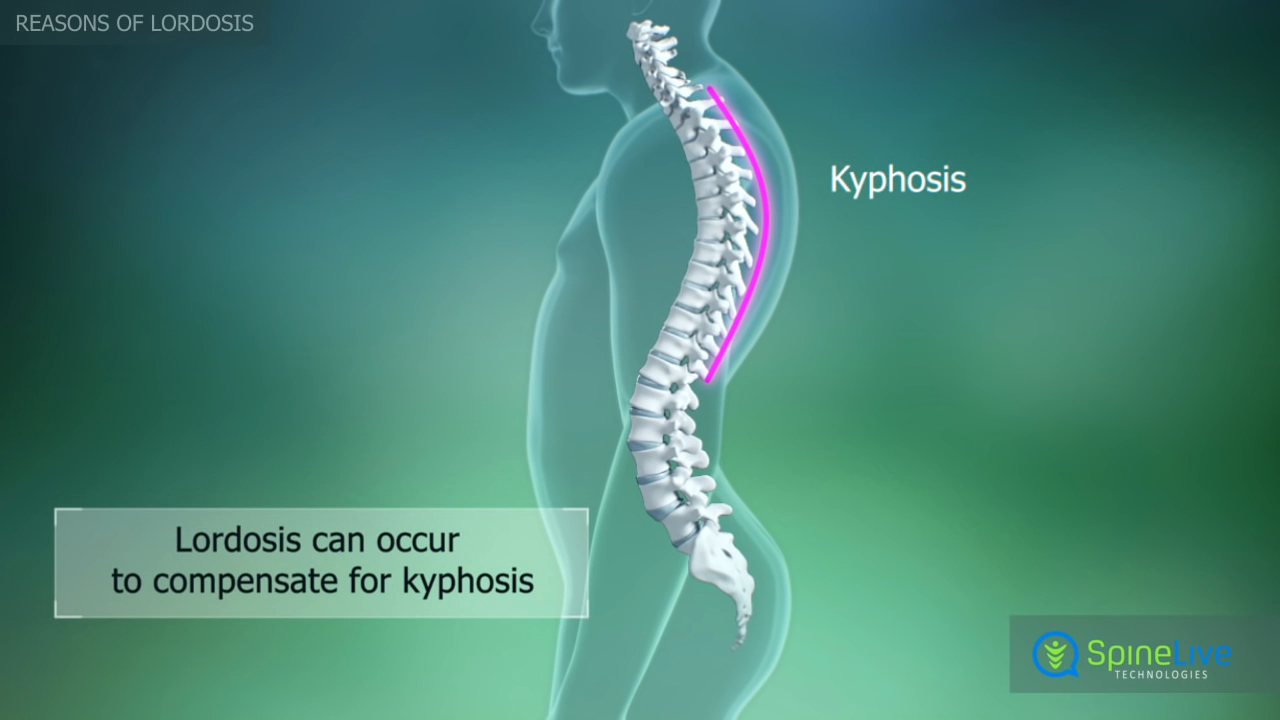 REASONS OF LORDOSIS
Kyphosis
Lordosis can occur
to compensate for kyphosis
SpineLive
TECHNOLOGIES